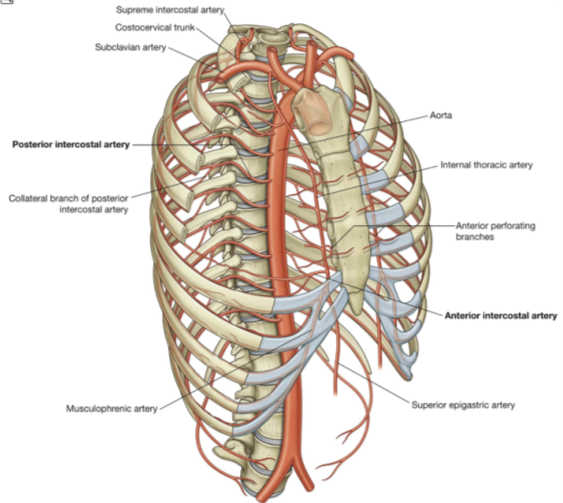 Supreme intercostal artery
Costocervical trunk
Subclavian artery
Posterior intercostal artery
Collateral branch of posterior
intercostal artery
Musculophrenic artery
Aorta
Internal thoracic artery
Anterior perforating
branches
Anterior intercostal artery
Superior epigastric artery